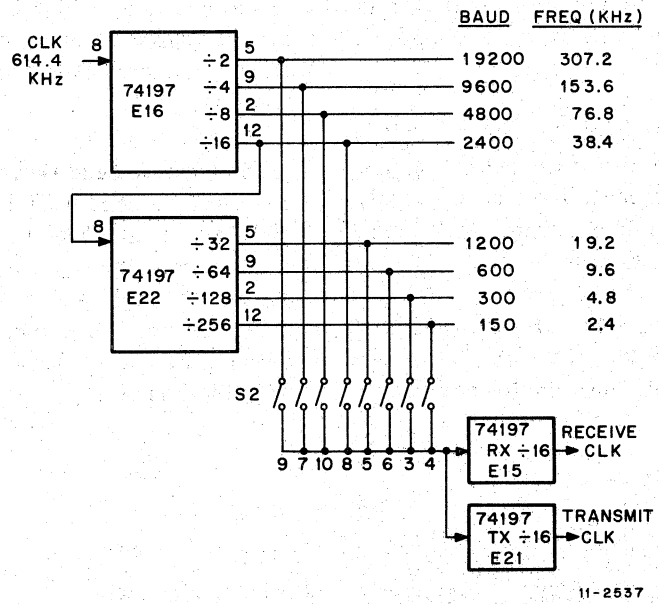 BAUD FREQ (KHz)
CLK
614.4
KHz
8
74197
E16
÷2 5 19200 307.2
÷4 9 9600 153.6
÷8 2 4800 76.8
÷16 12 2400 38.4
8
74197
E22
÷32 5 1200 19.2
÷64 9 600 9.6
÷128 2 300 4.8
÷256 12 150 2.4
S2
9 7 10 8 5 6 3 4
74197
RX ÷16
E15
RECEIVE
CLK
74197
TX ÷16
E21
TRANSMIT
CLK
11-2537